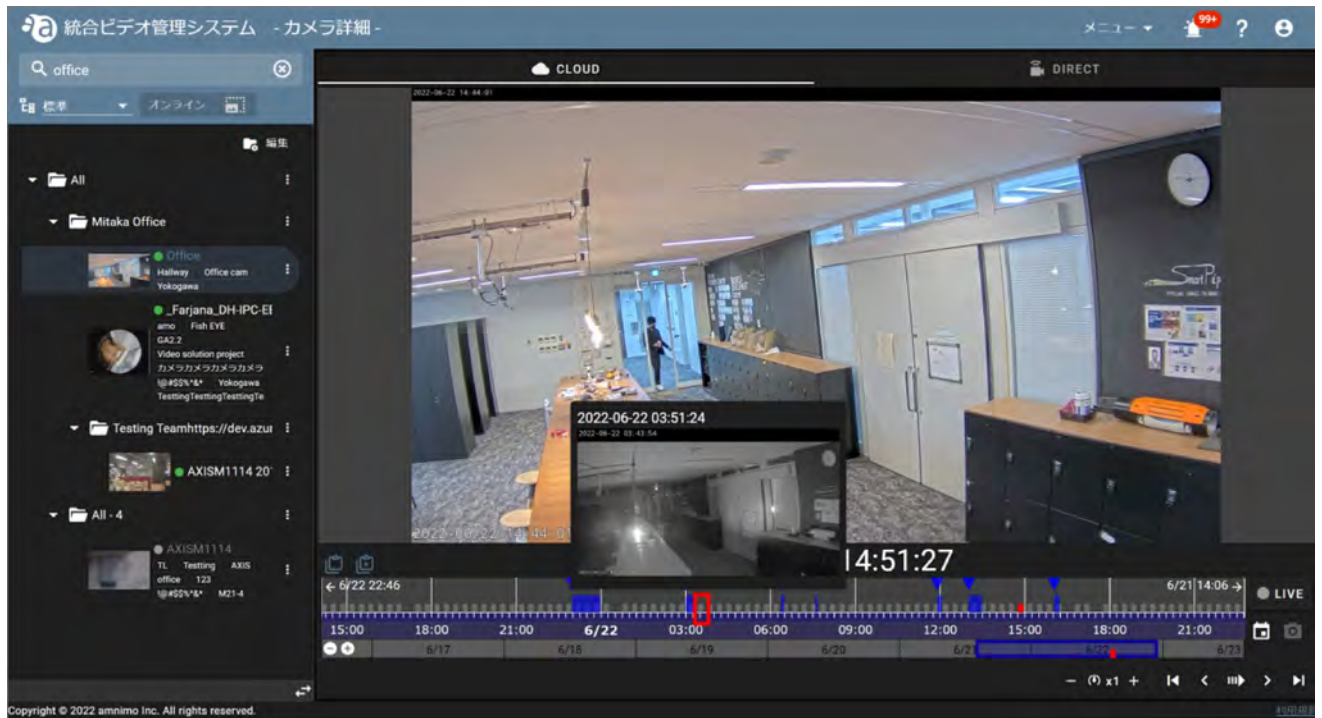 統合ビデオ管理システム - カメラ詳細 -
メニュー
99+
?
office
標準
オンライン
編集
All
Mitaka Office
Office
Hallway Office cam
Yokogawa
_Farjana_DH-IPC-EI
amo Fish EYE
GA2.2
Video solution project
カメラカメラカメラカメラ
!@#$$%^&* Yokogawa
TesttingTesttingTesttingTe
Testing Teamhttps://dev.azur
AXISM1114 20
All - 4
AXISM1114
TL Testting AXIS
office 123
!@#$$%^&* M21-4
CLOUD
DIRECT
2022-06-22 14:44:01
2022-06-22 03:51:24
2022-06-22 03:43:54
2022-06-22 14:44:01
14:51:27
← 6/22 22:46
6/21 14:06 →
LIVE
15:00 18:00 21:00 6/22 03:00 06:00 09:00 12:00 15:00 18:00 21:00
6/17 6/18 6/19 6/20 6/21 6/22 6/23
− x1 +
Copyright © 2022 amnimo Inc. All rights reserved.